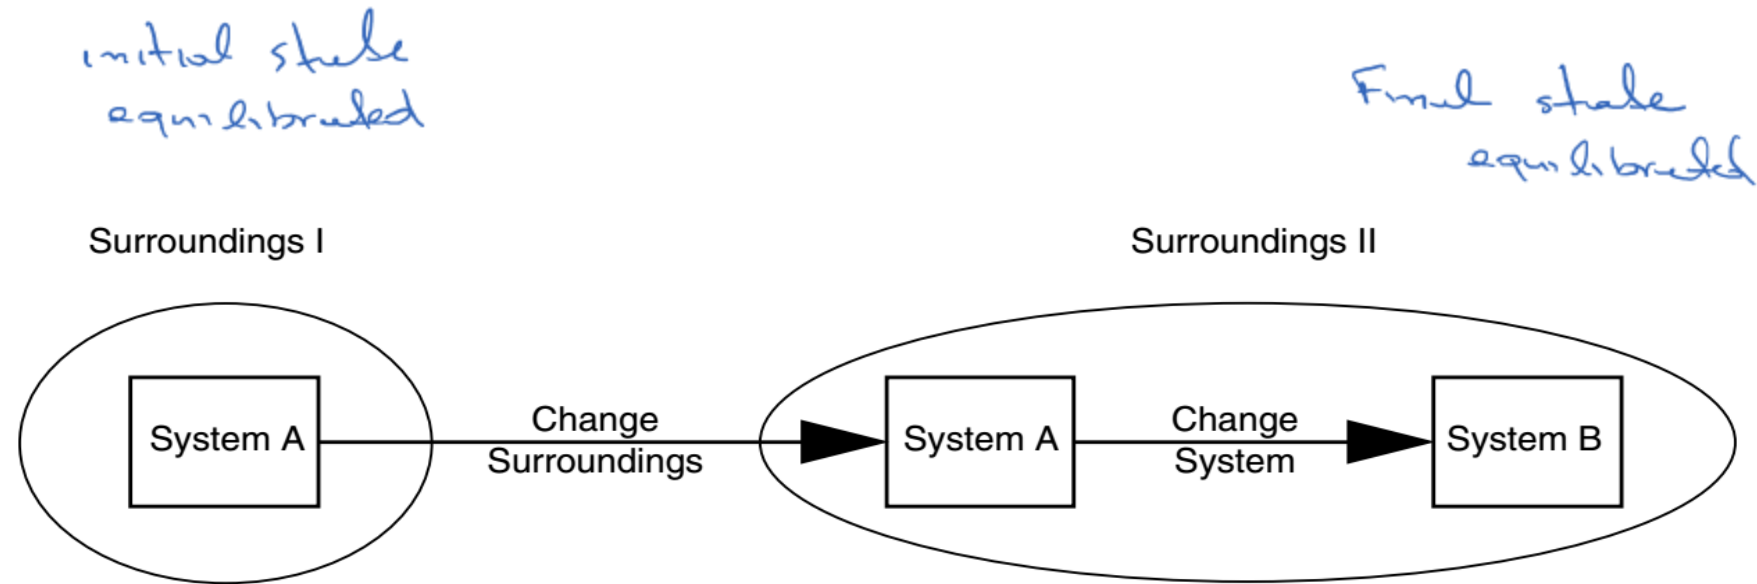 initial state
equilibrated
Final state
equilibrated
Surroundings I
Surroundings II
System A
Change
Surroundings
System A
Change
System
System B